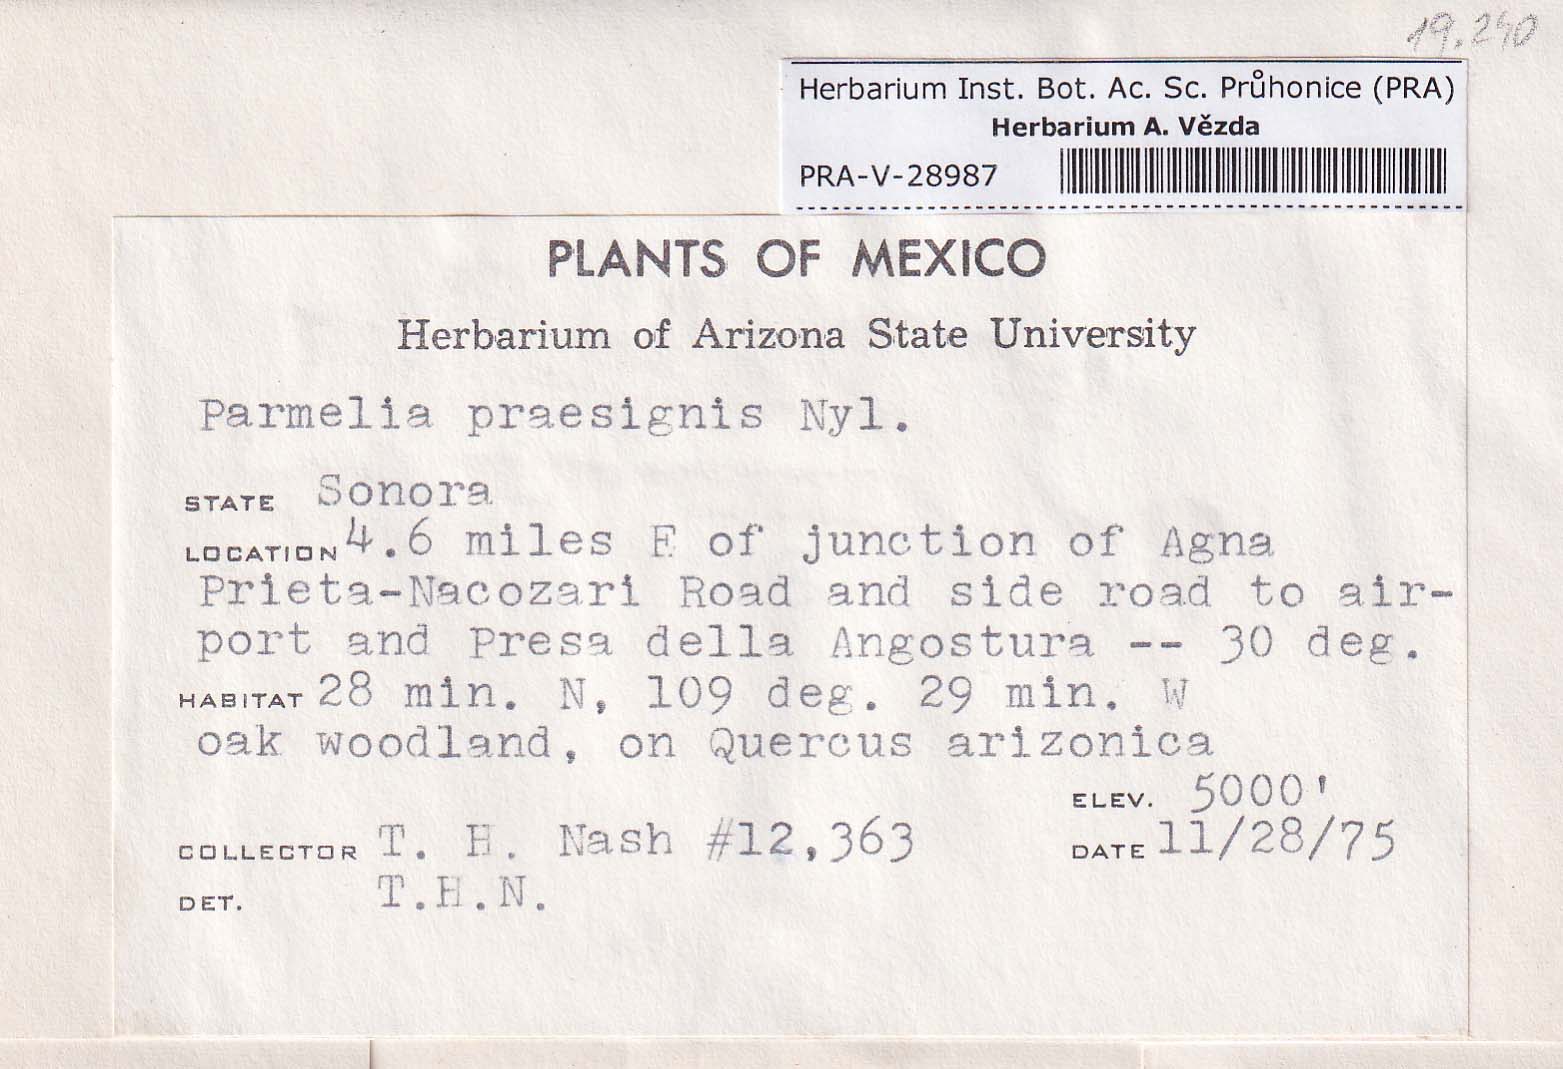 19.240
Herbarium Inst. Bot. Ac. Sc. Průhonice (PRA)
Herbarium A. Vězda
PRA-V-28987
PLANTS OF MEXICO
Herbarium of Arizona State University
Parmelia praesignis Nyl.
STATE Sonora
LOCATION 4.6 miles E of junction of Agna
Prieta-Nacozari Road and side road to air-
port and Presa della Angostura -- 30 deg.
HABITAT 28 min. N, 109 deg. 29 min. W
oak woodland, on Quercus arizonica
ELEV. 5000'
COLLECTOR T. H. Nash #12,363 DATE 11/28/75
DET. T.H.N.